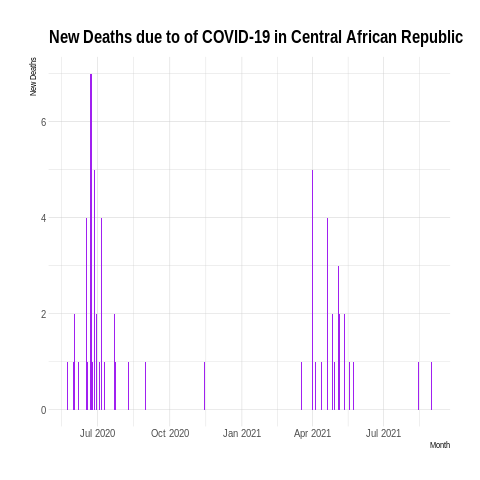 New Deaths due to of COVID-19 in Central African Republic
New Deaths
6
4
2
0
Jul 2020 Oct 2020 Jan 2021 Apr 2021 Jul 2021
Month